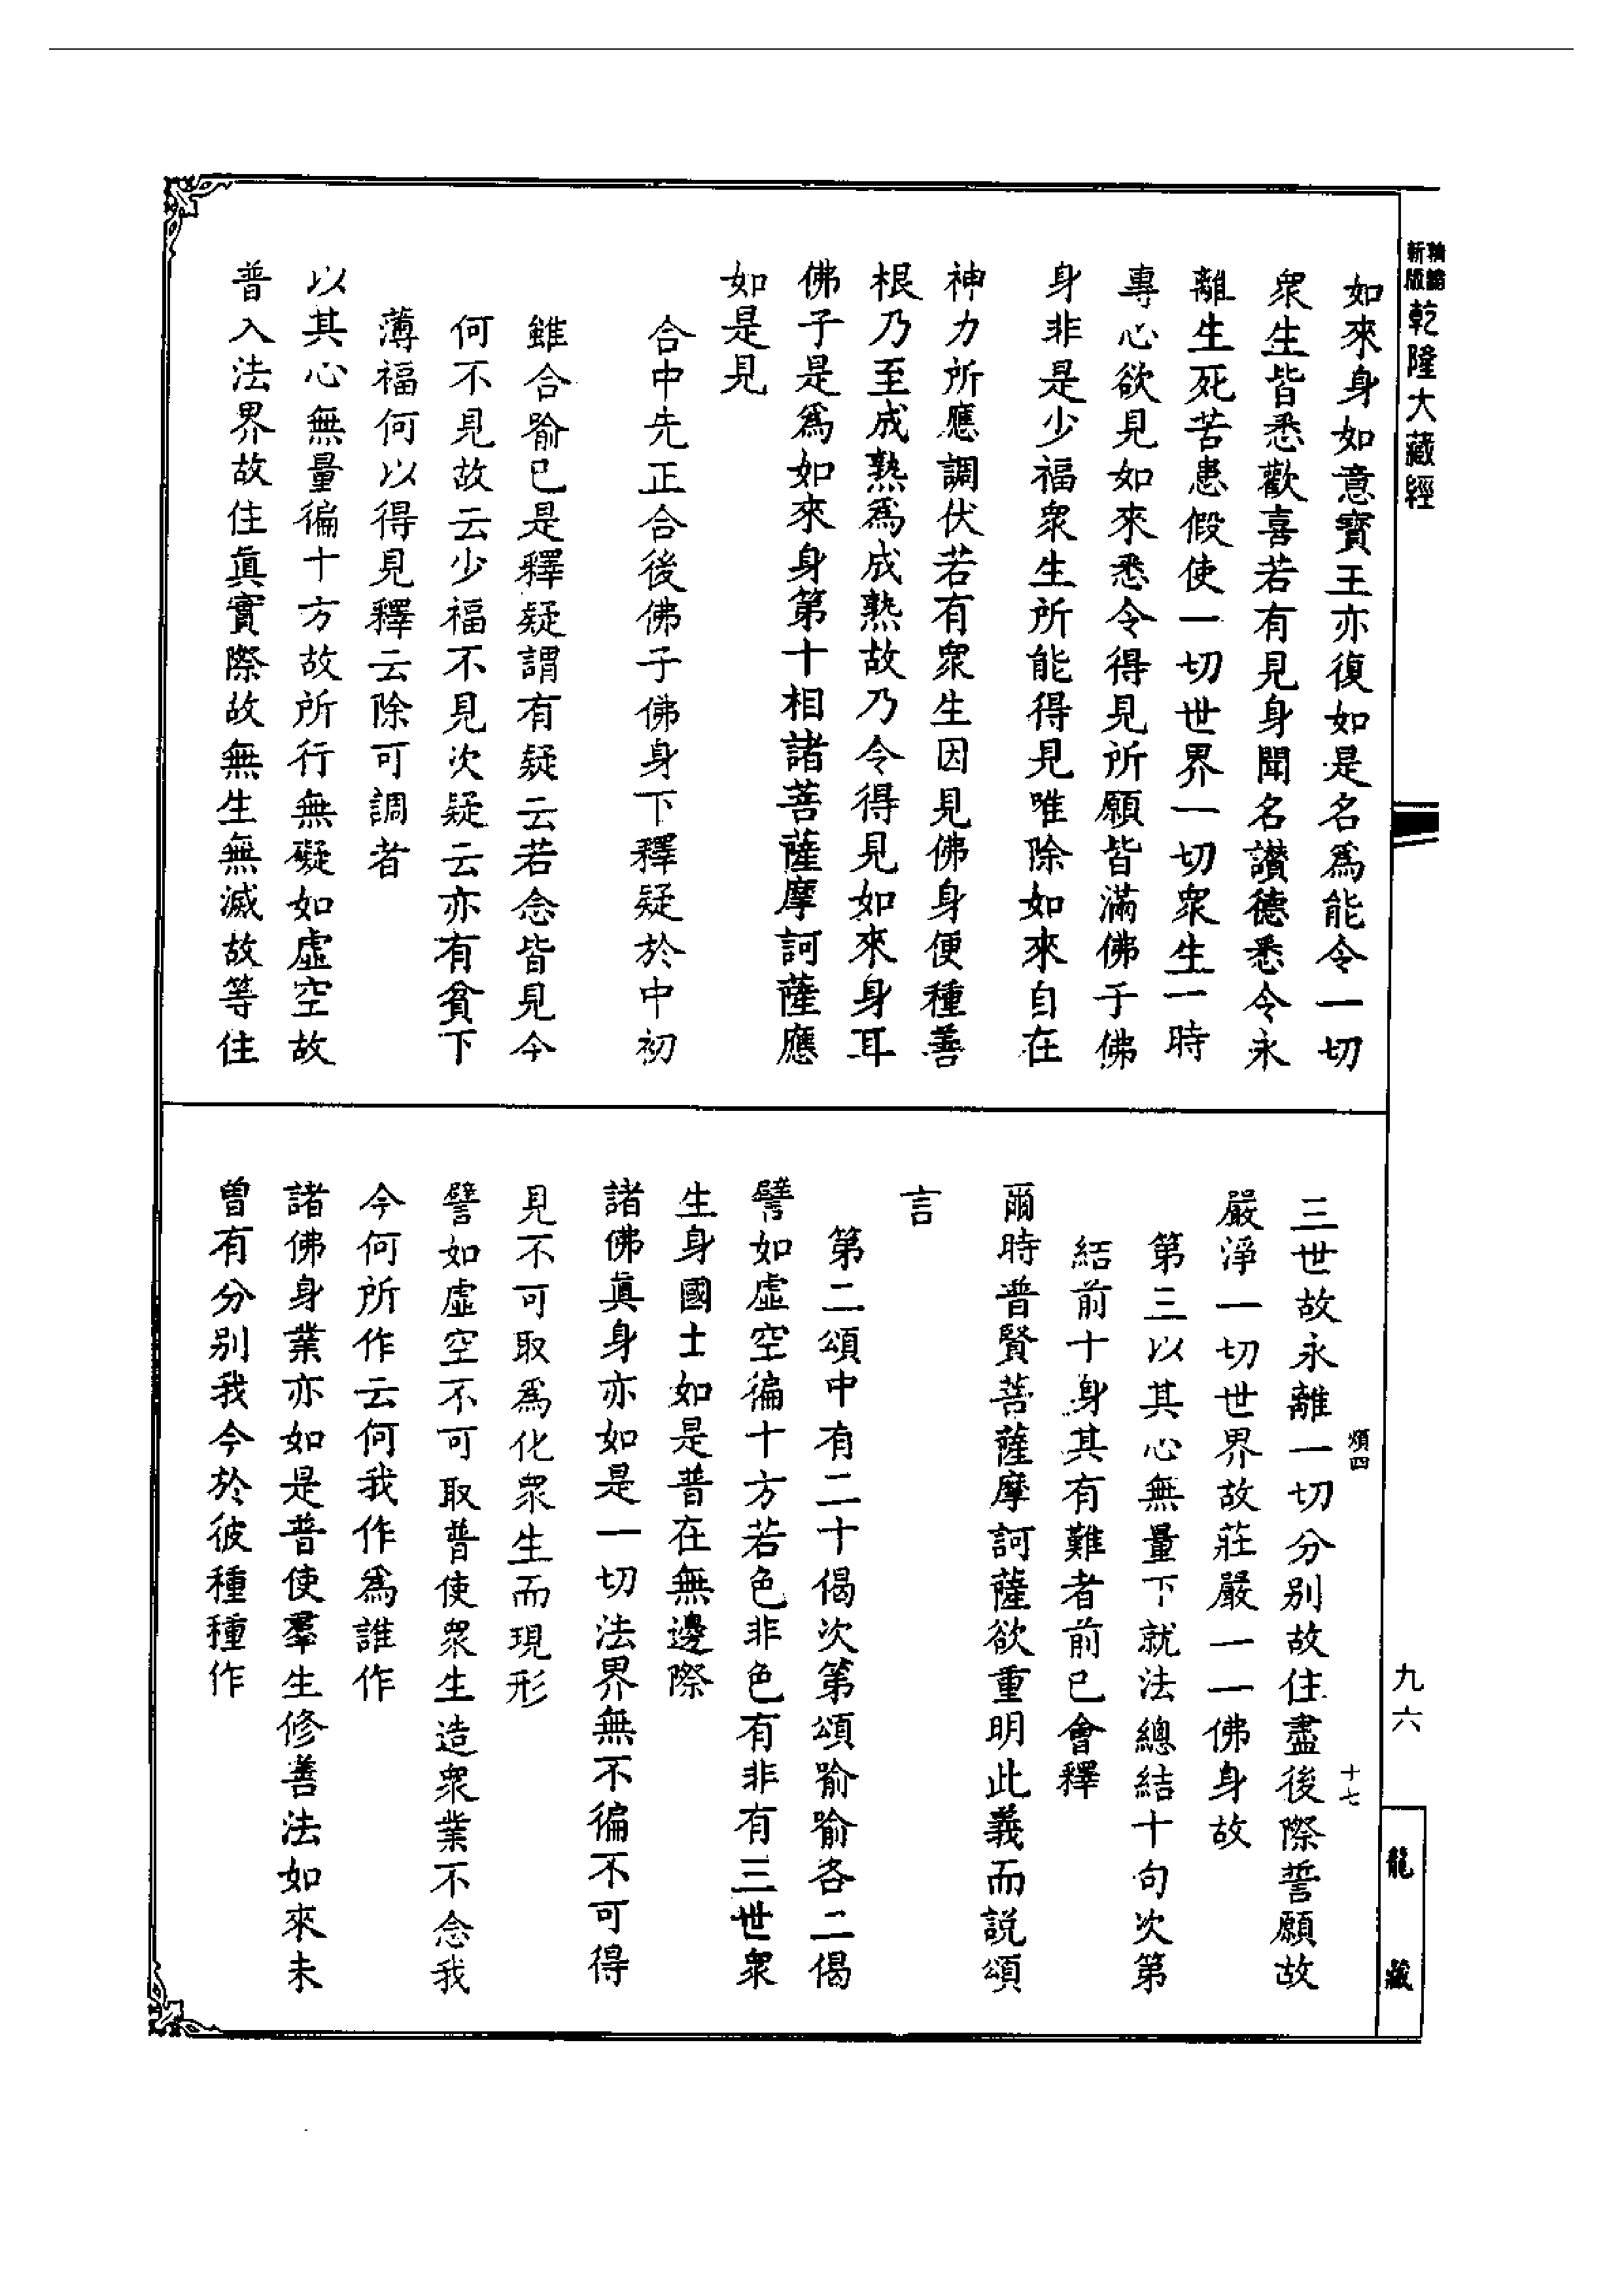 新版
精繕
乾隆大藏經
如來身如意寳王亦復如是名爲能令一切
衆生皆悉歡喜若有見身聞名讃德悉令永
離生死苦患假使一切世界一切衆生一時
專心欲見如來悉令得見所願皆滿佛子佛
身非是少福衆生所能得見唯除如來自在
神力所應調伏若有衆生因見佛身便種善
根乃至成熟爲成熟故乃令得見如來身耳
佛子是爲如來身第十相諸菩薩摩訶薩應
如是見
合中先正合後佛子佛身下釋疑於中初
雖合喻已是釋疑謂有疑云若念皆見今
何不見故云少福不見次疑云亦有貧下
薄福何以得見釋云除可調者
以其心無量徧十方故所行無礙如虛空故
普入法界故住眞實際故無生無滅故等住
三世故永離一切分别故住盡後際誓願故
嚴淨一切世界故莊嚴一一佛身故
第三以其心無量下就法總結十句次第
結前十身其有難者前已會釋
爾時普賢菩薩摩訶薩欲重明此義而説頌
言
第二頌中有二十偈次第頌喻喻各二偈
譬如虛空徧十方若色非色有非有三世衆
生身國土如是普在無邊際
諸佛眞身亦如是一切法界無不徧不可得
見不可取爲化衆生而現形
譬如虛空不可取普使衆生造衆業不念我
今何所作云何我作爲誰作
諸佛身業亦如是普使羣生修善法如來未
曾有分别我今於彼種種作
煩四
十七
九六
龍藏